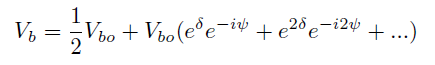 V_b = \frac{1}{2}V_{bo} + V_{bo}(e^{\delta}e^{-i\psi} + e^{2\delta}e^{-i2\psi} + ...)